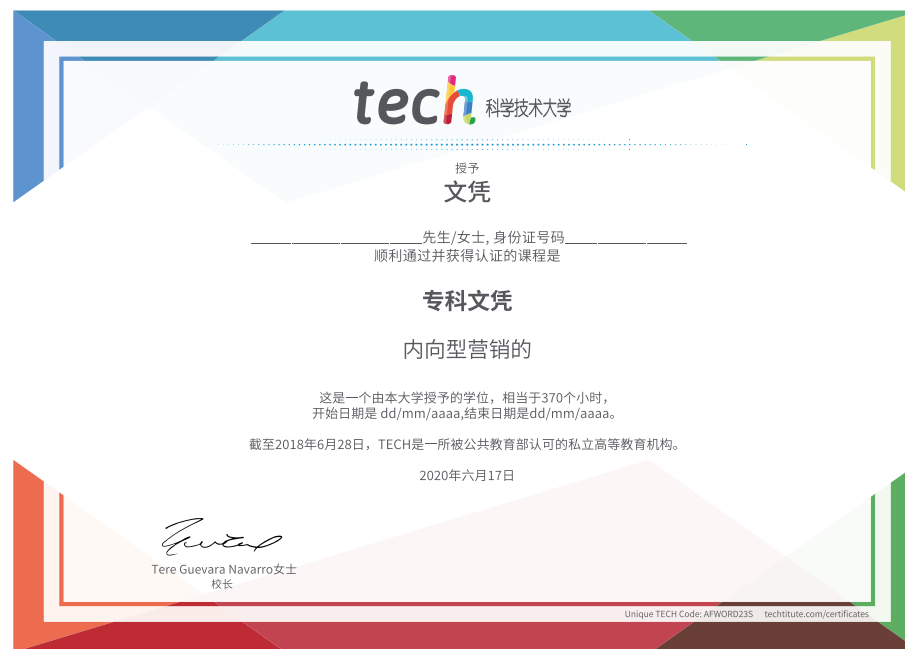 tech 科学技术大学
授予
文凭
______________________先生/女士, 身份证号码_______________
顺利通过并获得认证的课程是
专科文凭
内向型营销的
这是一个由本大学授予的学位，相当于370个小时，
开始日期是 dd/mm/aaaa,结束日期是dd/mm/aaaa。
截至2018年6月28日，TECH是一所被公共教育部认可的私立高等教育机构。
2020年六月17日
Tere Guevara Navarro女士
校长
Unique TECH Code: AFWORD23S techtitute.com/certificates